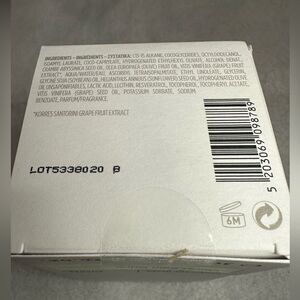 INGREDIENTS - INGRÉDIENTS - ΣΥΣΤΑΤΙΚΑ: C15-19 ALKANE, COCOGLYCERIDES, OCTYLDODECANOL,
ISOAMYL LAURATE, COCO-CAPRYLATE, HYDROGENATED ETHYLHEXYL OLIVATE, ALCOHOL DENAT.,
CRAMBE ABYSSINICA SEED OIL, OLEA EUROPAEA (OLIVE) FRUIT OIL, VITIS VINIFERA (GRAPE) FRUIT
EXTRACT, AQUA/WATER/EAU, ASCORBYL TETRAISOPALMITATE, ETHYL LINOLEATE, GLYCERIN,
GLYCINE SOJA OIL, HELIANTHUS ANNUUS (SUNFLOWER) SEED OIL, HYDROGENATED OLIVE
OIL UNSAPONIFIABLES, LACTIC ACID, LECITHIN, RESVERATROL, TOCOPHEROL, TOCOPHERYL ACETATE,
VITIS VINIFERA (GRAPE) SEED OIL, POTASSIUM SORBATE, SODIUM
BENZOATE, PARFUM/FRAGRANCE.
*KORRES SANTORINI GRAPE FRUIT EXTRACT
LOT5338020 B
5 203069 098789
6M